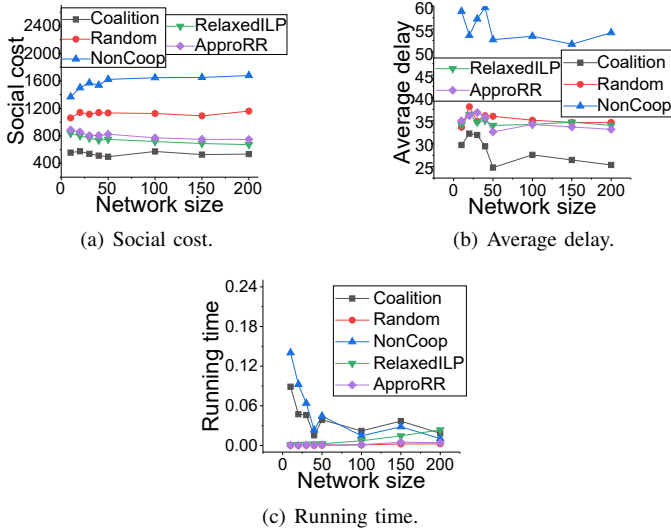 2400
2000
1600
1200
800
400
Social cost
Coalition
Random
NonCoop
RelaxedILP
ApproRR
0 50 100 150 200
Network size
(a) Social cost.
60
55
50
45
40
35
30
25
Average delay
RelaxedILP
ApproRR
Coalition
Random
NonCoop
0 50 100 150 200
Network size
(b) Average delay.
0.24
0.18
0.12
0.06
0.00
Running time
Coalition
Random
NonCoop
RelaxedILP
ApproRR
0 50 100 150 200
Network size
(c) Running time.